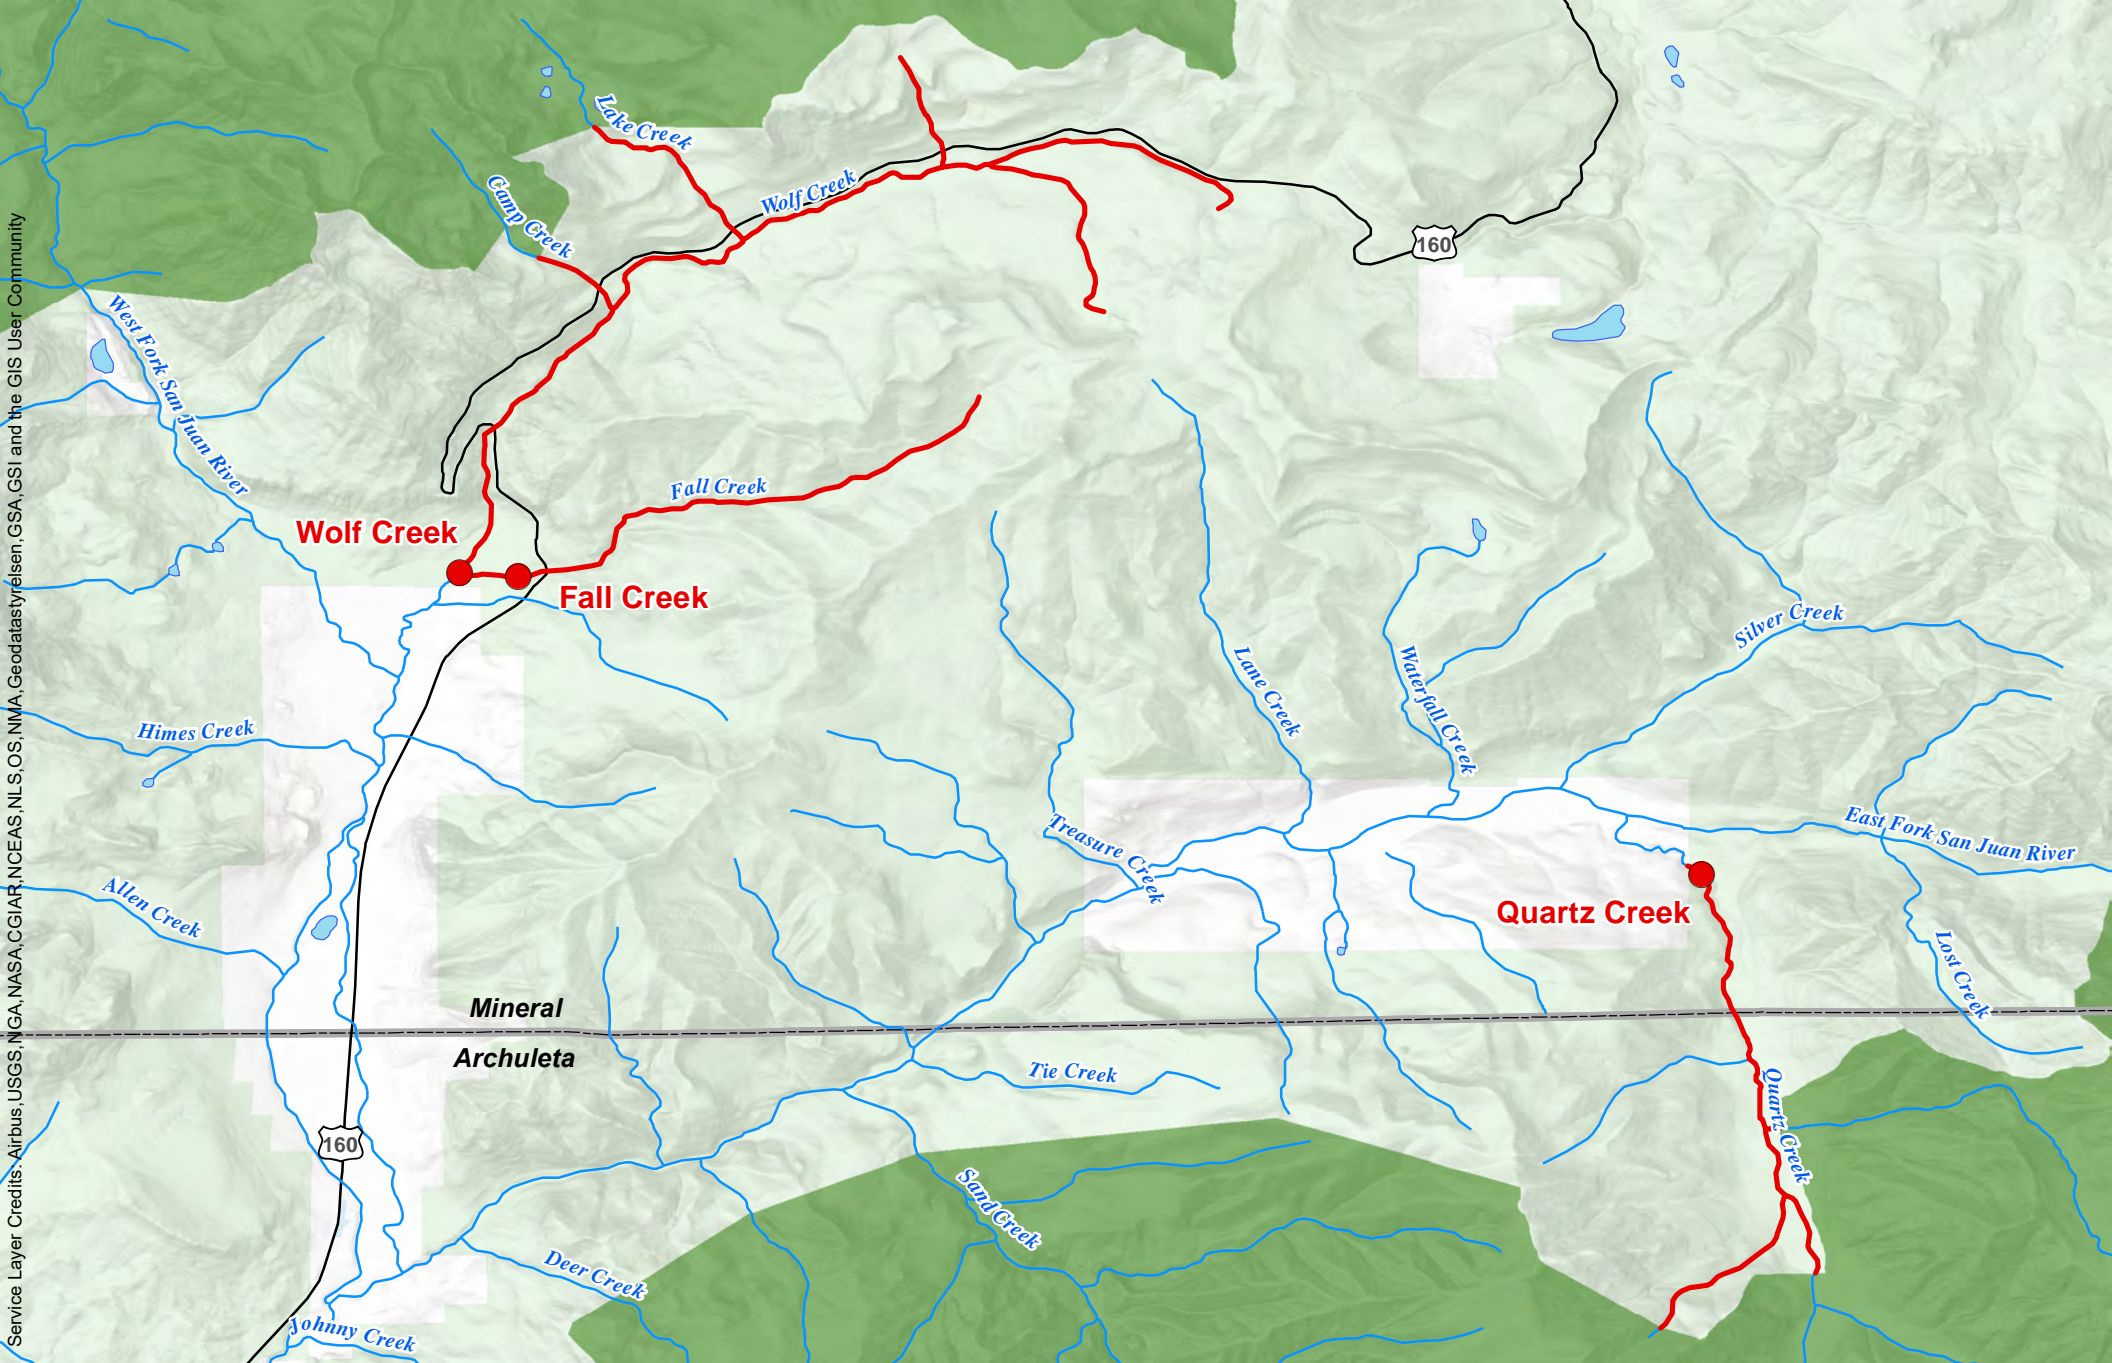 Lake Creek
Camp Creek
Wolf Creek
160
West Fork San Juan River
Fall Creek
Wolf Creek
Fall Creek
Silver Creek
Lane Creek
Waterfall Creek
Himes Creek
Treasure Creek
East Fork San Juan River
Allen Creek
Quartz Creek
Lost Creek
Mineral
Archuleta
Tie Creek
Quartz Creek
160
Sand Creek
Deer Creek
Johnny Creek
Service Layer Credits: Airbus,USGS,NGA,NASA,CGIAR,NCEAS,NLS,OS,NMA,Geodatastyrelsen,GSA,GSI and the GIS User Community